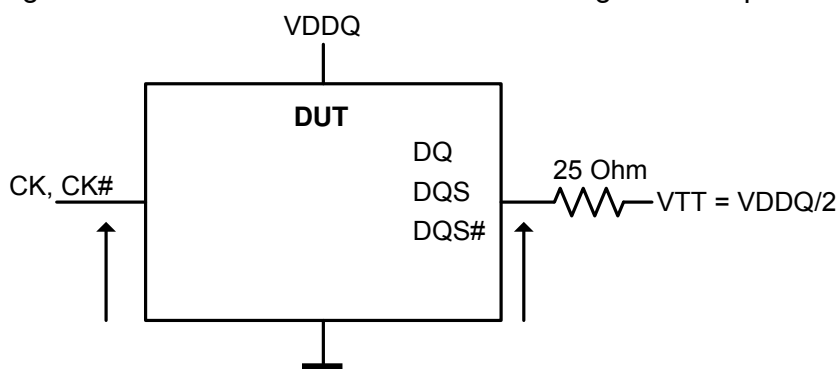 VDDQ
DUT
DQ
CK, CK#
DQS
DQS#
25 Ohm
VTT = VDDQ/2